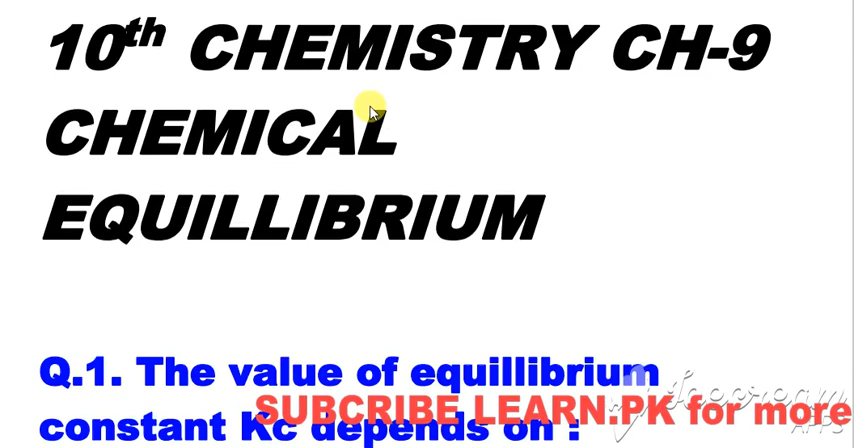 10th CHEMISTRY CH-9
CHEMICAL
EQUILLIBRIUM
Q.1. The value of equillibrium
constant Kc depends on :
SUBCRIBE LEARN.PK for more
APPS